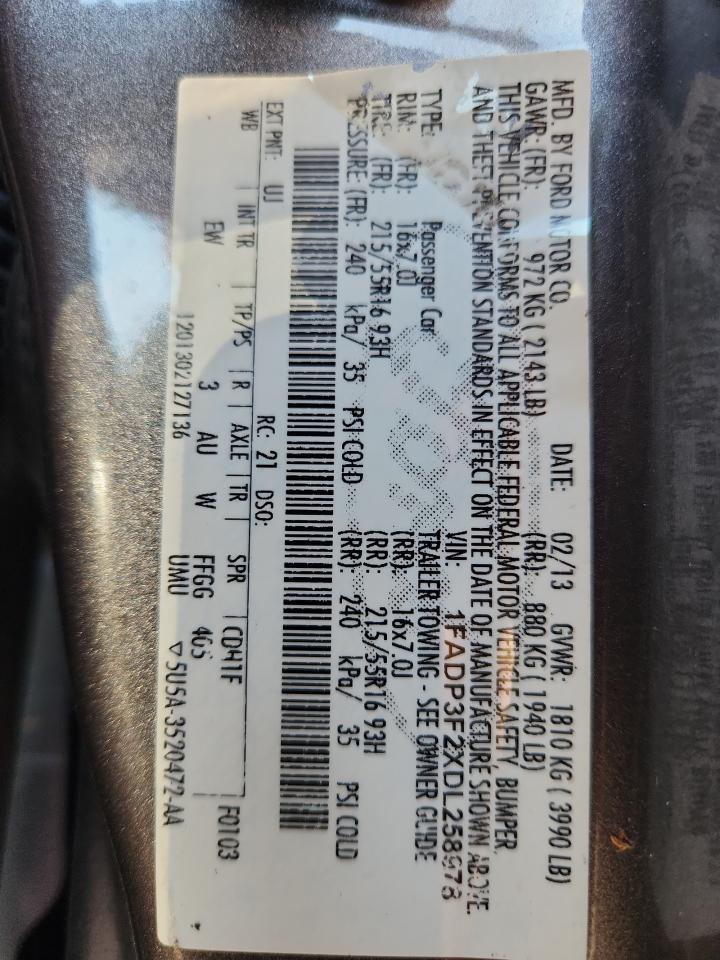 MFD. BY FORD MOTOR CO. DATE: 02/13 GVWR: 1810 KG ( 3990 LB)
GAWR: (FR): 972 KG ( 2143 LB) (RR): 880 KG ( 1940 LB)
THIS VEHICLE CONFORMS TO ALL APPLICABLE FEDERAL MOTOR VEHICLE SAFETY, BUMPER,
AND THEFT PREVENTION STANDARDS IN EFFECT ON THE DATE OF MANUFACTURE SHOWN ABOVE.
VIN: 1FADP3F2XDL258978
TYPE: Passenger Car TRAILER TOWING - SEE OWNER GUIDE
RIM: (FR): 16x7.0J (RR): 16x7.0J
TIRE: (FR): 215/55R16 93H (RR): 215/55R16 93H
PRESSURE (FR): 240 kPa/ 35 PSI COLD (RR): 240 kPa/ 35 PSI COLD
EXT PNT: UJ RC: 21 DSO:
WB INT TR TP/PS R AXLE TR SPR CDH1F F0103
EW 3 AU W FFGG
1201302127136 UMU ▽5U5A-3520472-AA